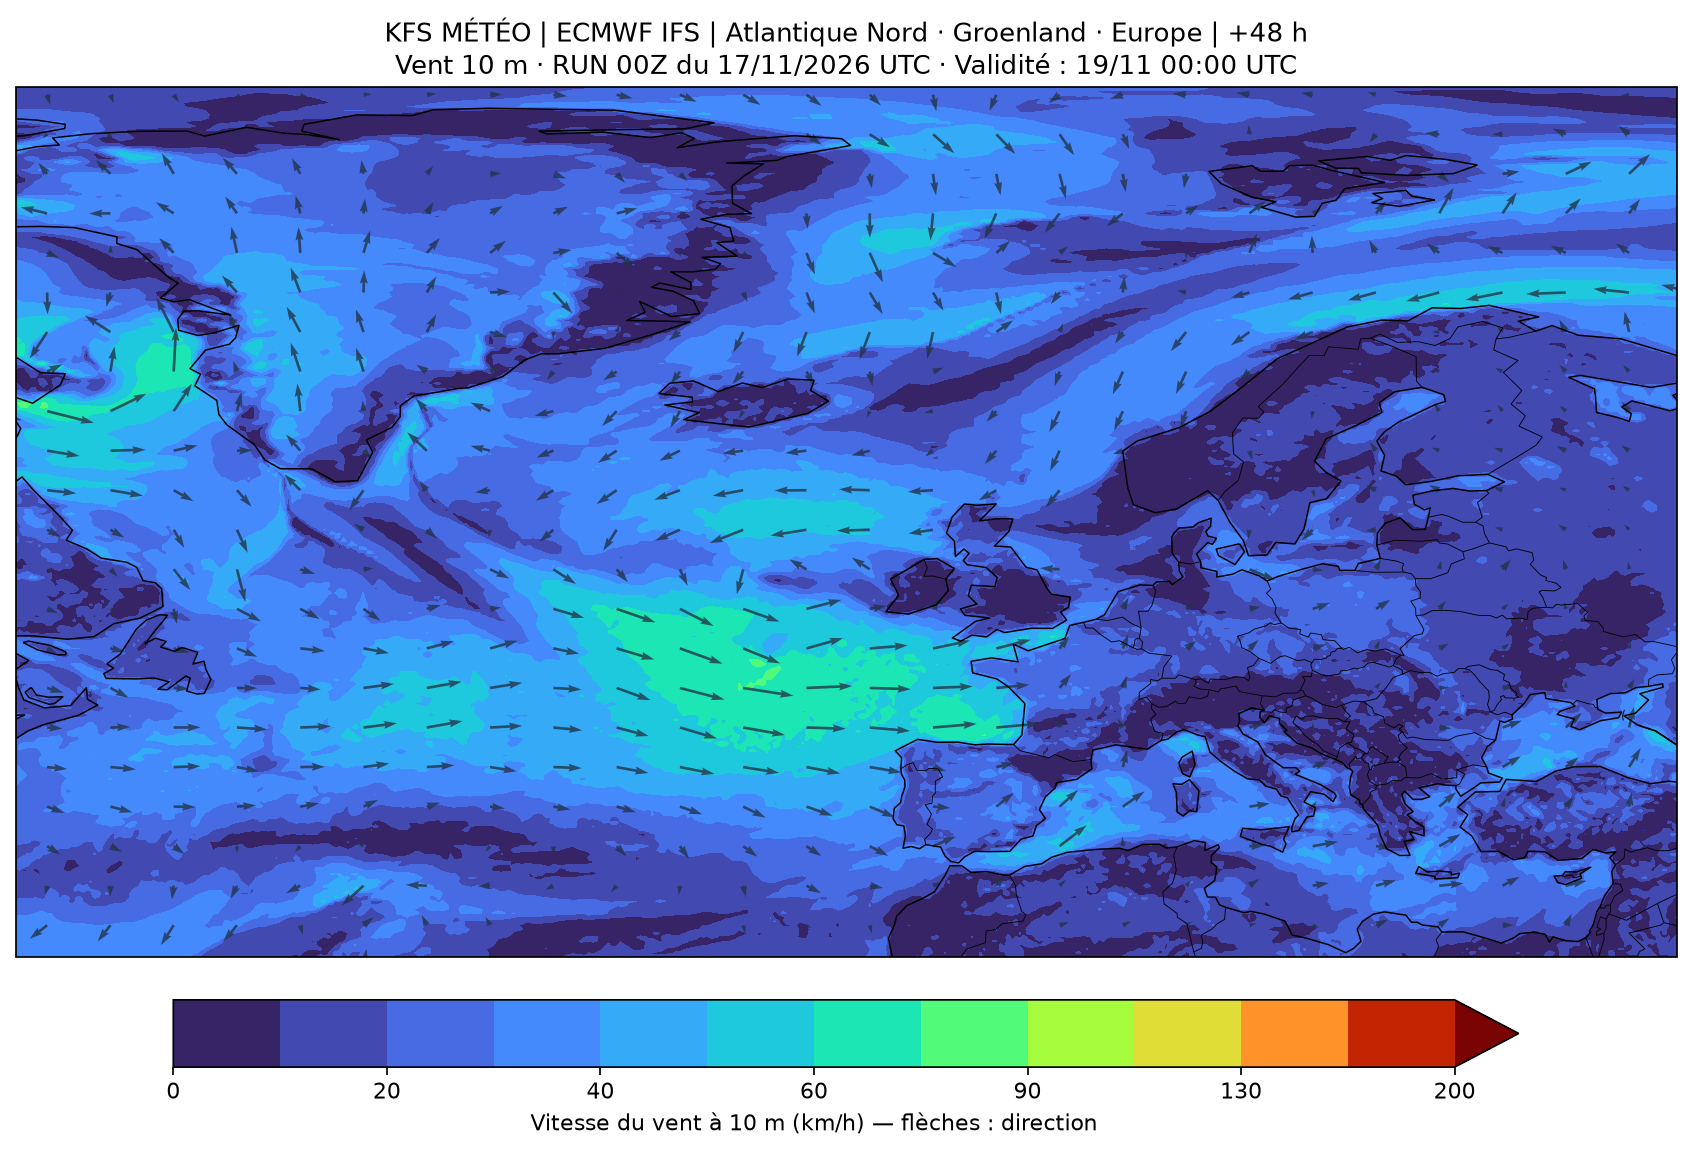 KFS MÉTÉO | ECMWF IFS | Atlantique Nord · Groenland · Europe | +48 h
Vent 10 m · RUN 00Z du 17/11/2026 UTC · Validité : 19/11 00:00 UTC
0 20 40 60 90 130 200
Vitesse du vent à 10 m (km/h) — flèches : direction